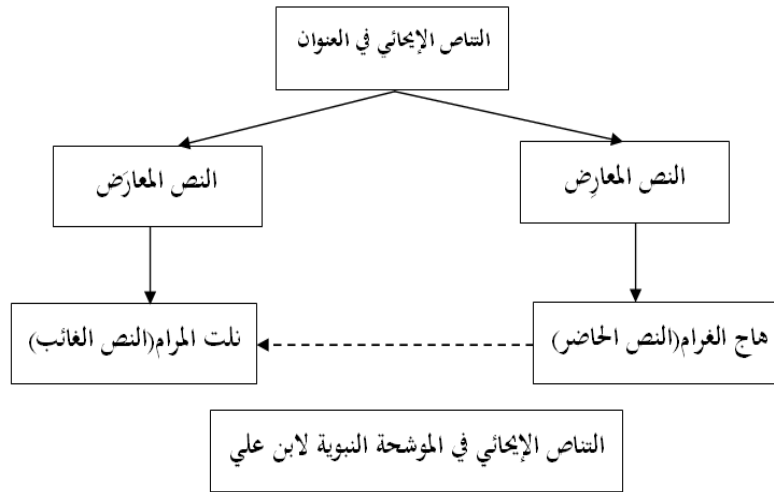 التناص الإيحائي في العنوان
النص المعارِض
النص المعارَض
هاج الغرام(النص الحاضر)
نلت المرام(النص الغائب)
التناص الإيحائي في الموشحة النبوية لابن علي